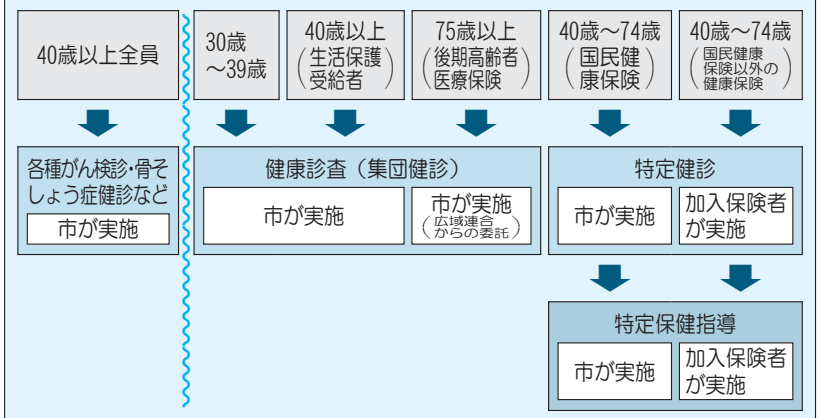 40歳以上全員
30歳
～39歳
40歳以上
（生活保護
受給者）
75歳以上
（後期高齢者
医療保険）
40歳～74歳
（国民健
康保険）
40歳～74歳
（国民健康
保険以外の
健康保険）
各種がん検診・骨そ
しょう症健診など
市が実施
健康診査（集団健診）
市が実施
市が実施
（広域連合
からの委託）
特定健診
市が実施
加入保険者
が実施
特定保健指導
市が実施
加入保険者
が実施